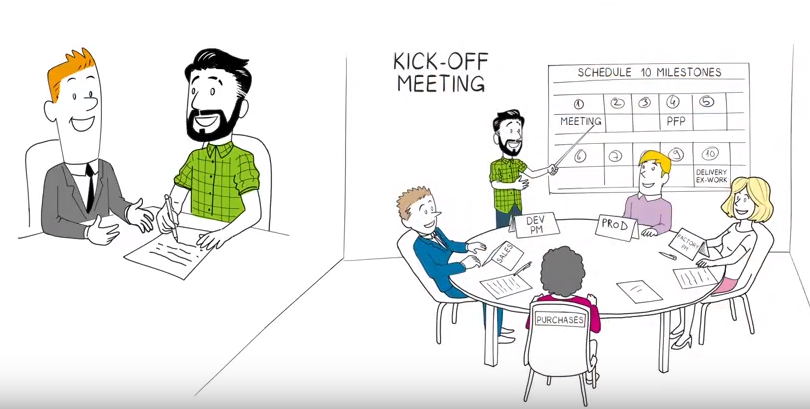 KICK-OFF
MEETING
SCHEDULE 10 MILESTONES
1 2 3 4 5
MEETING PFP
6 7 9 10
DELIVERY
EX-WORK
DEV
PM
PROD
FACTORY
PM
SALES
PURCHASES